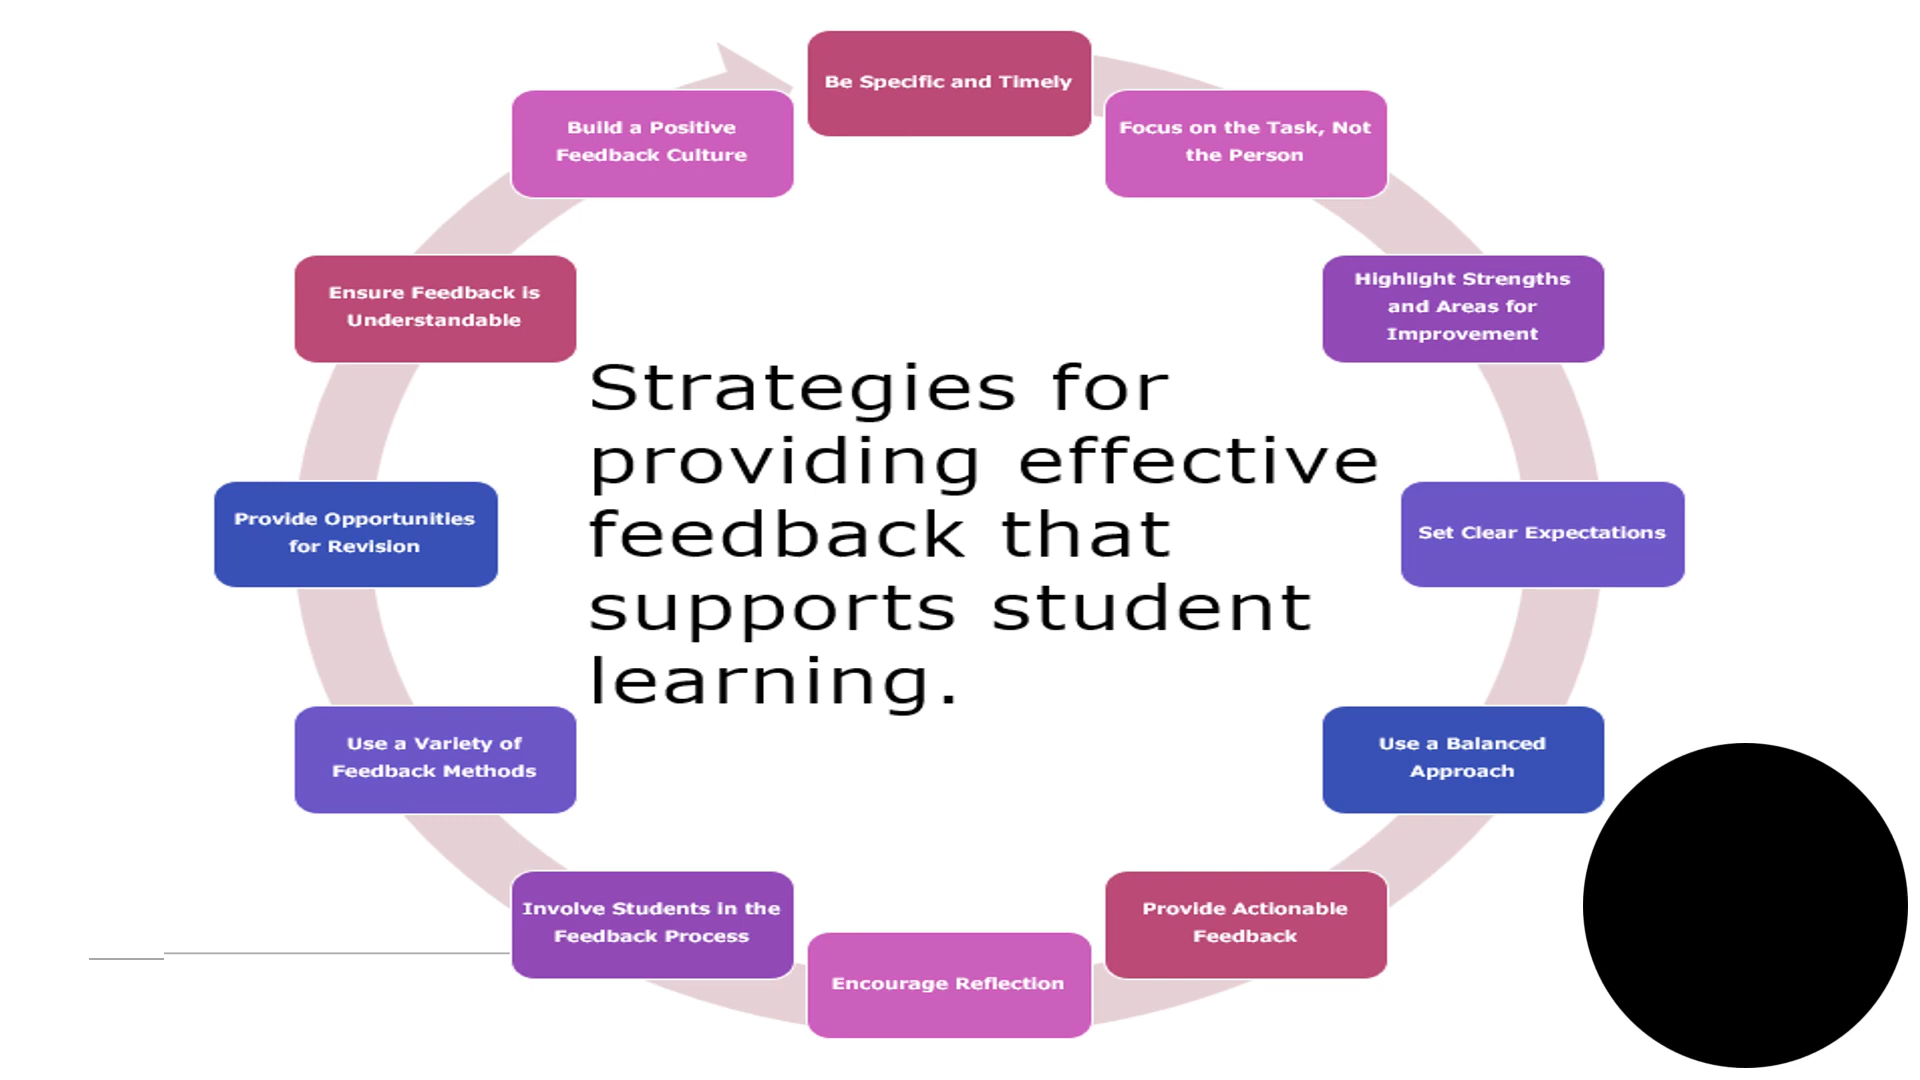 Be Specific and Timely
Focus on the Task, Not
the Person
Highlight Strengths
and Areas for
Improvement
Set Clear Expectations
Use a Balanced
Approach
Provide Actionable
Feedback
Encourage Reflection
Involve Students in the
Feedback Process
Use a Variety of
Feedback Methods
Provide Opportunities
for Revision
Ensure Feedback is
Understandable
Build a Positive
Feedback Culture
Strategies for
providing effective
feedback that
supports student
learning.